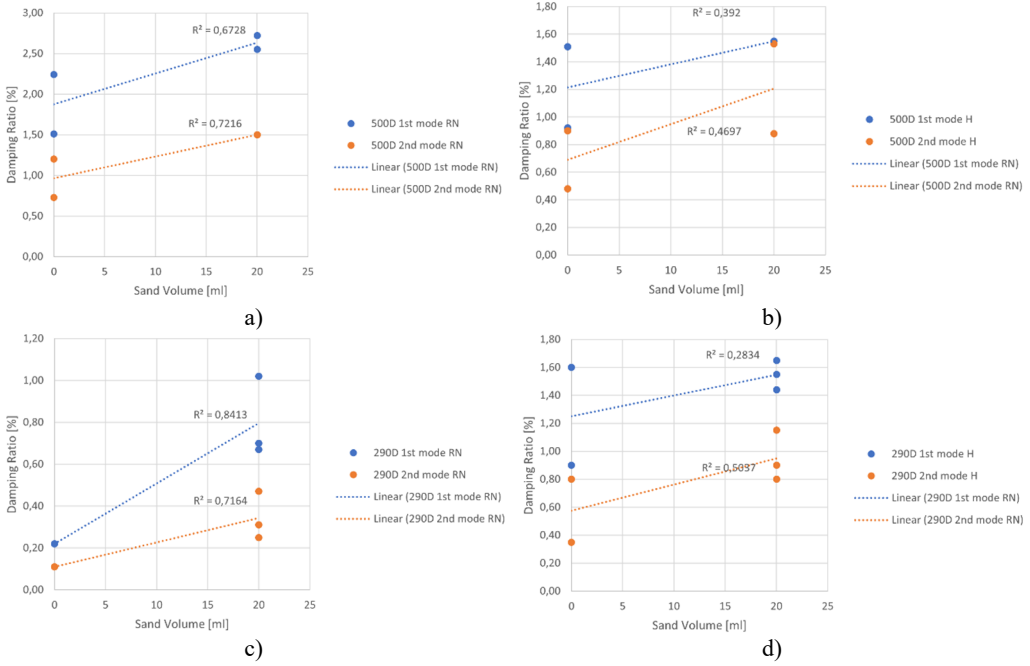 3,00
2,50
2,00
1,50
1,00
0,50
0,00
Damping Ratio [%]
R² = 0,6728
R² = 0,7216
0 5 10 15 20 25
Sand Volume [ml]
500D 1st mode RN
500D 2nd mode RN
Linear (500D 1st mode RN)
Linear (500D 2nd mode RN)
a)
1,80
1,60
1,40
1,20
1,00
0,80
0,60
0,40
0,20
0,00
Damping Ratio [%]
R² = 0,392
R² = 0,4697
0 5 10 15 20 25
Sand Volume [ml]
500D 1st mode H
500D 2nd mode H
Linear (500D 1st mode RN)
Linear (500D 2nd mode RN)
b)
1,20
1,00
0,80
0,60
0,40
0,20
0,00
Damping Ratio [%]
R² = 0,8413
R² = 0,7164
0 5 10 15 20 25
Sand Volume [ml]
290D 1st mode RN
290D 2nd mode RN
Linear (290D 1st mode RN)
Linear (290D 2nd mode RN)
c)
1,80
1,60
1,40
1,20
1,00
0,80
0,60
0,40
0,20
0,00
Damping Ratio [%]
R² = 0,2834
R² = 0,5037
0 5 10 15 20 25
Sand Volume [ml]
290D 1st mode H
290D 2nd mode H
Linear (290D 1st mode RN)
Linear (290D 2nd mode RN)
d)